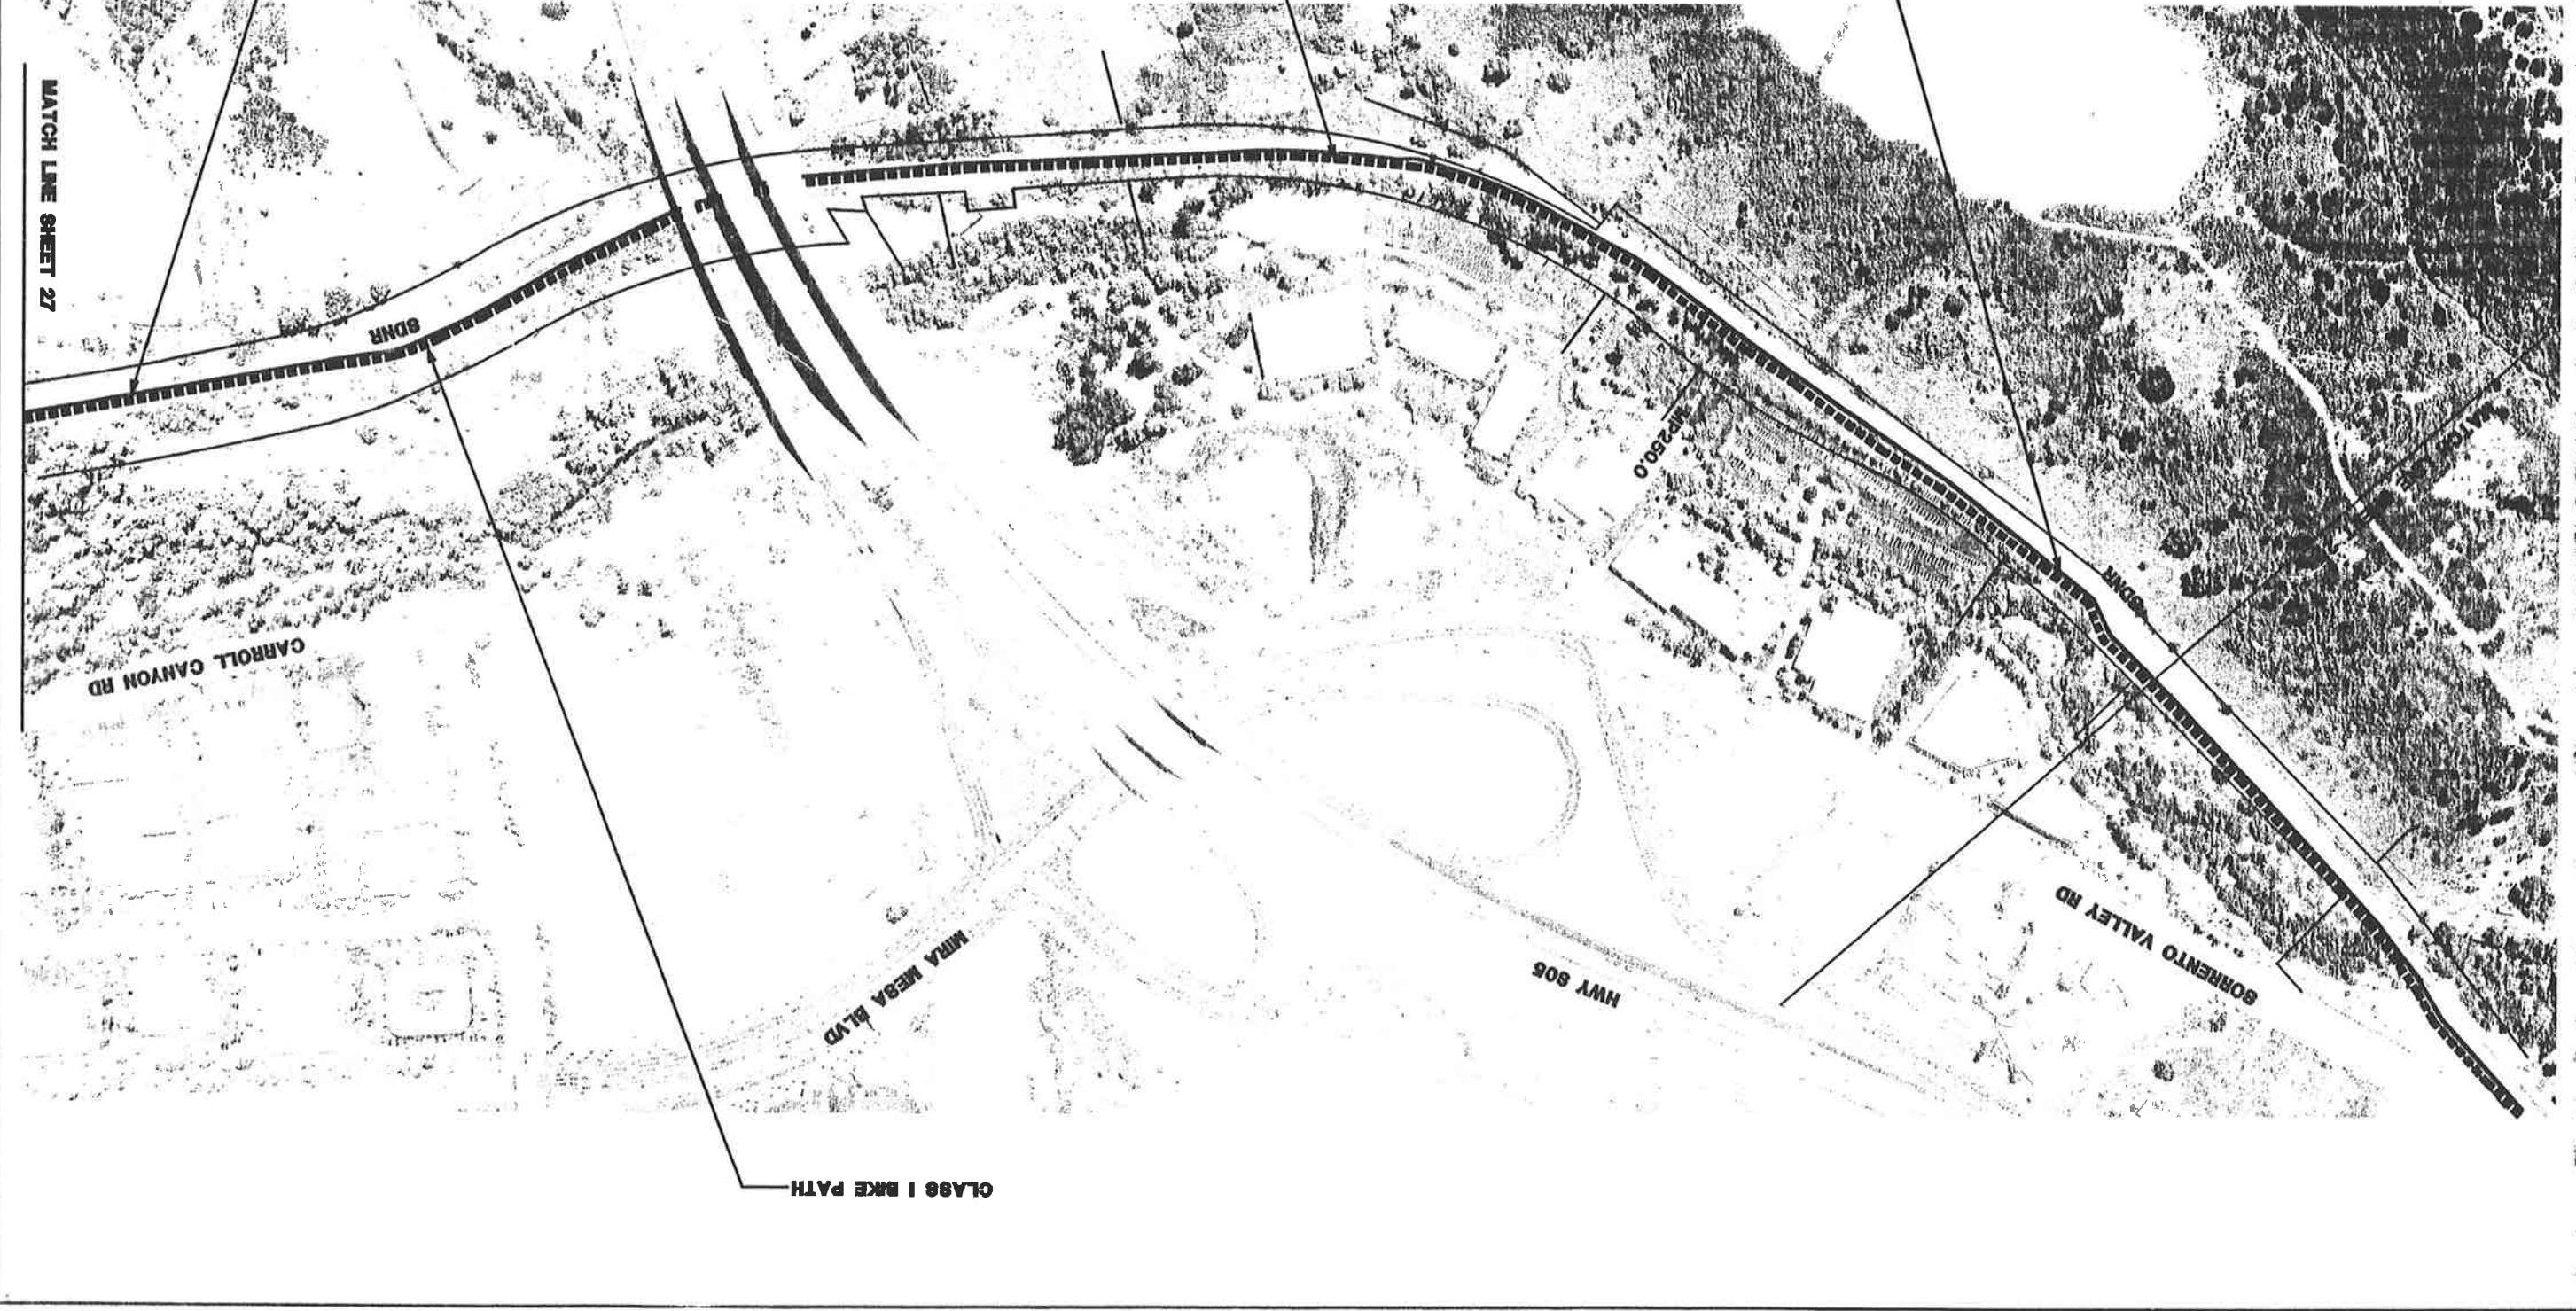 MATCH LINE SHEET 27
SDNR
CARROLL CANYON RD
MIRA MESA BLVD
CLASS I BIKE PATH
HWY 805
MP250.0
SDNR
SORRENTO VALLEY RD
MATCH